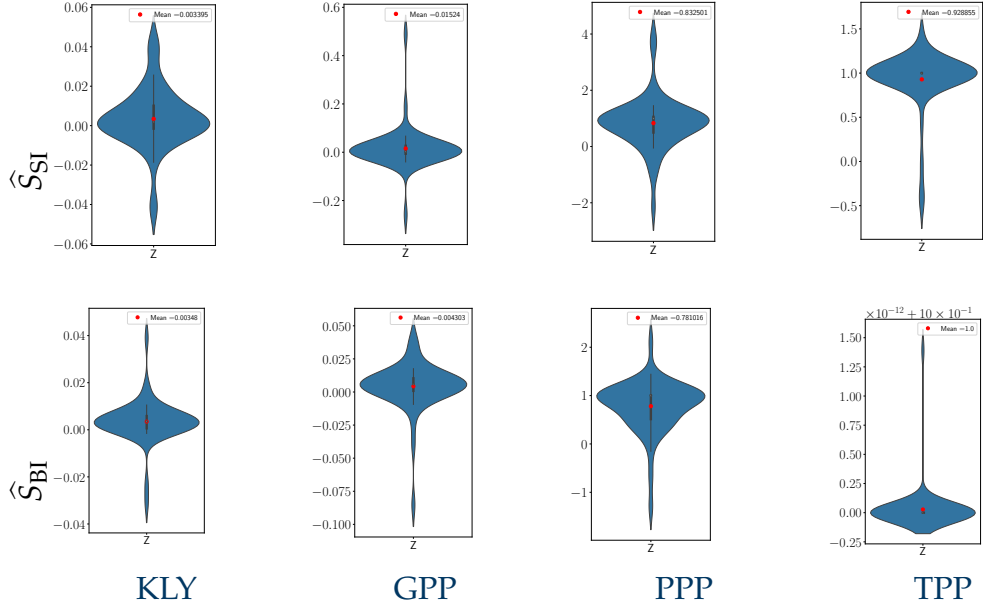 Mean −0.003395
0.06
0.04
0.02
0.00
−0.02
−0.04
−0.06
Z
Mean −0.01524
0.6
0.4
0.2
0.0
−0.2
Z
Mean −0.832501
4
2
0
−2
Z
Mean −0.928855
1.5
1.0
0.5
0.0
−0.5
Z
ŜSI
Mean −0.00348
0.04
0.02
0.00
−0.02
−0.04
Z
Mean −0.004303
0.050
0.025
0.000
−0.025
−0.050
−0.075
−0.100
Z
Mean −0.781016
2
1
0
−1
Z
×10−12 + 10 × 10−1
Mean −1.0
1.50
1.25
1.00
0.75
0.50
0.25
0.00
−0.25
Z
ŜBI
KLY GPP PPP TPP